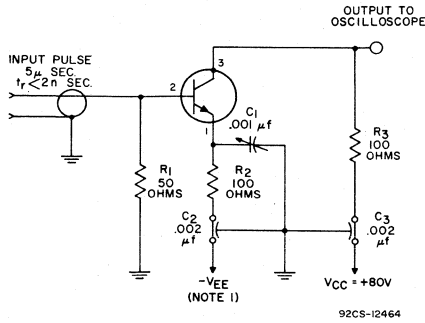 OUTPUT TO
OSCILLOSCOPE
INPUT PULSE
5μ SEC.
tr < 2n SEC.
3
2
1
C1
.001 μf
R1
50
OHMS
R2
100
OHMS
R3
100
OHMS
C2
.002
μf
C3
.002
μf
-VEE
(NOTE 1)
VCC = +80V
92CS-12464